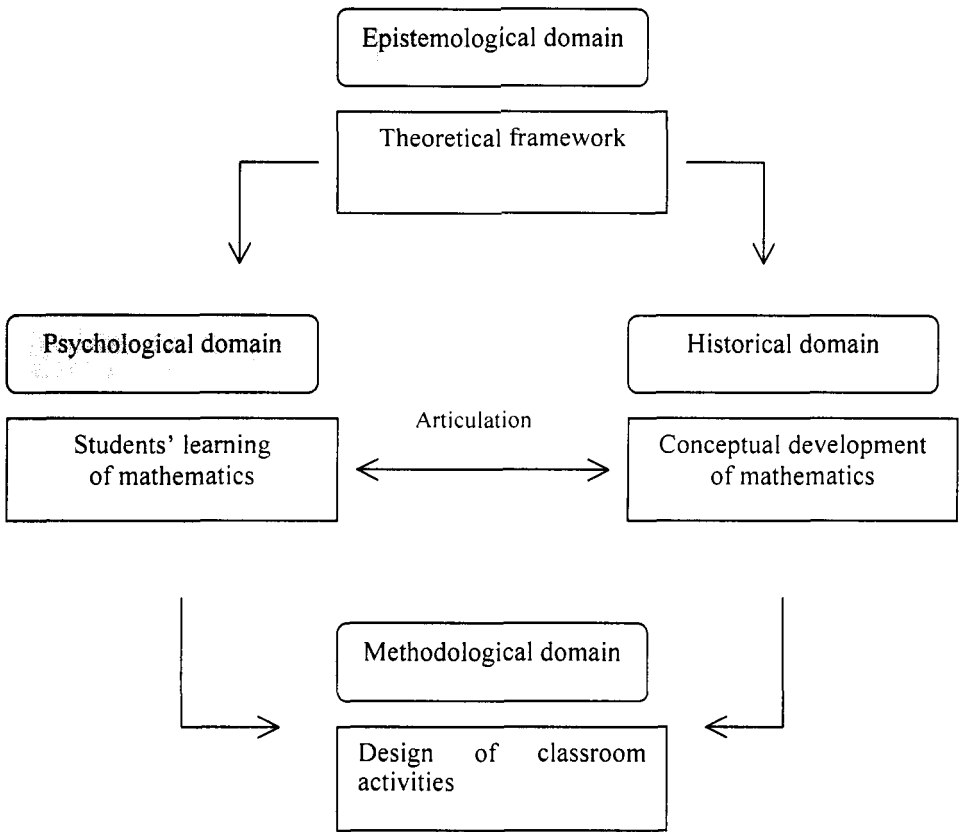 Epistemological domain
Theoretical framework
Psychological domain
Historical domain
Articulation
Students’ learning
of mathematics
Conceptual development
of mathematics
Methodological domain
Design of classroom
activities